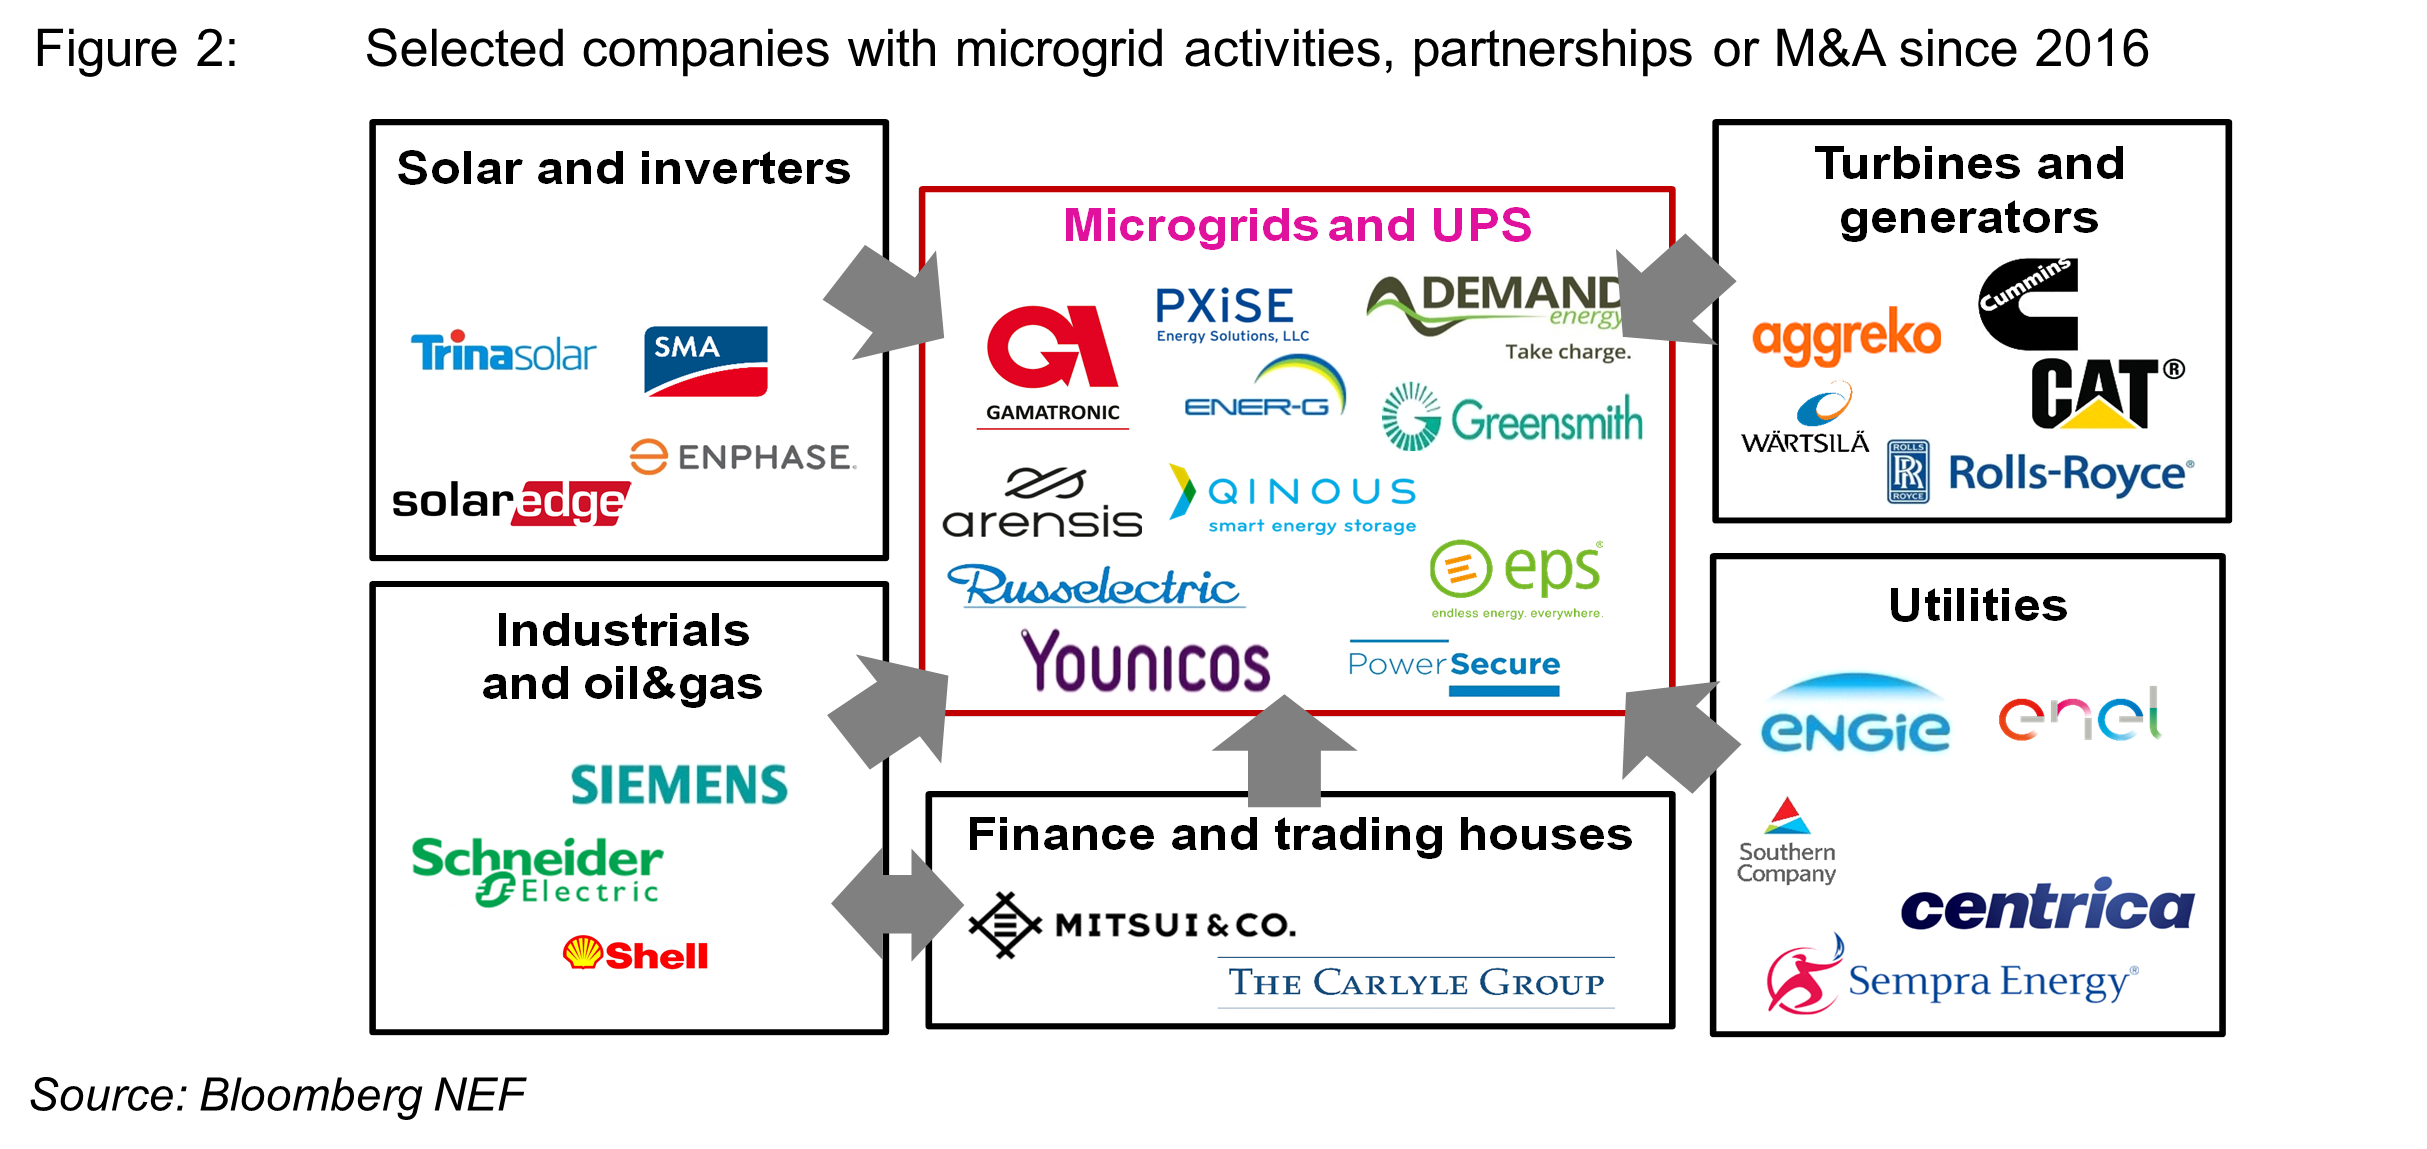 Figure 2: Selected companies with microgrid activities, partnerships or M&A since 2016
Solar and inverters
Trinasolar
SMA
ENPHASE
solaredge
Industrials
and oil&gas
SIEMENS
Schneider
Electric
Shell
Microgrids and UPS
GAMATRONIC
PXiSE
Energy Solutions, LLC
DEMAND
energy
Take charge.
ENER-G
Greensmith
arensis
QINOUS
smart energy storage
Russelectric
eps®
endless energy. everywhere.
YOUNICOS
PowerSecure
Finance and trading houses
MITSUI & CO.
THE CARLYLE GROUP
Turbines and
generators
Cummins
aggreko
CAT®
WÄRTSILÄ
ROLLS
RR
ROYCE
Rolls-Royce®
Utilities
ENGIE
enel
Southern
Company
centrica
Sempra Energy®
Source: Bloomberg NEF